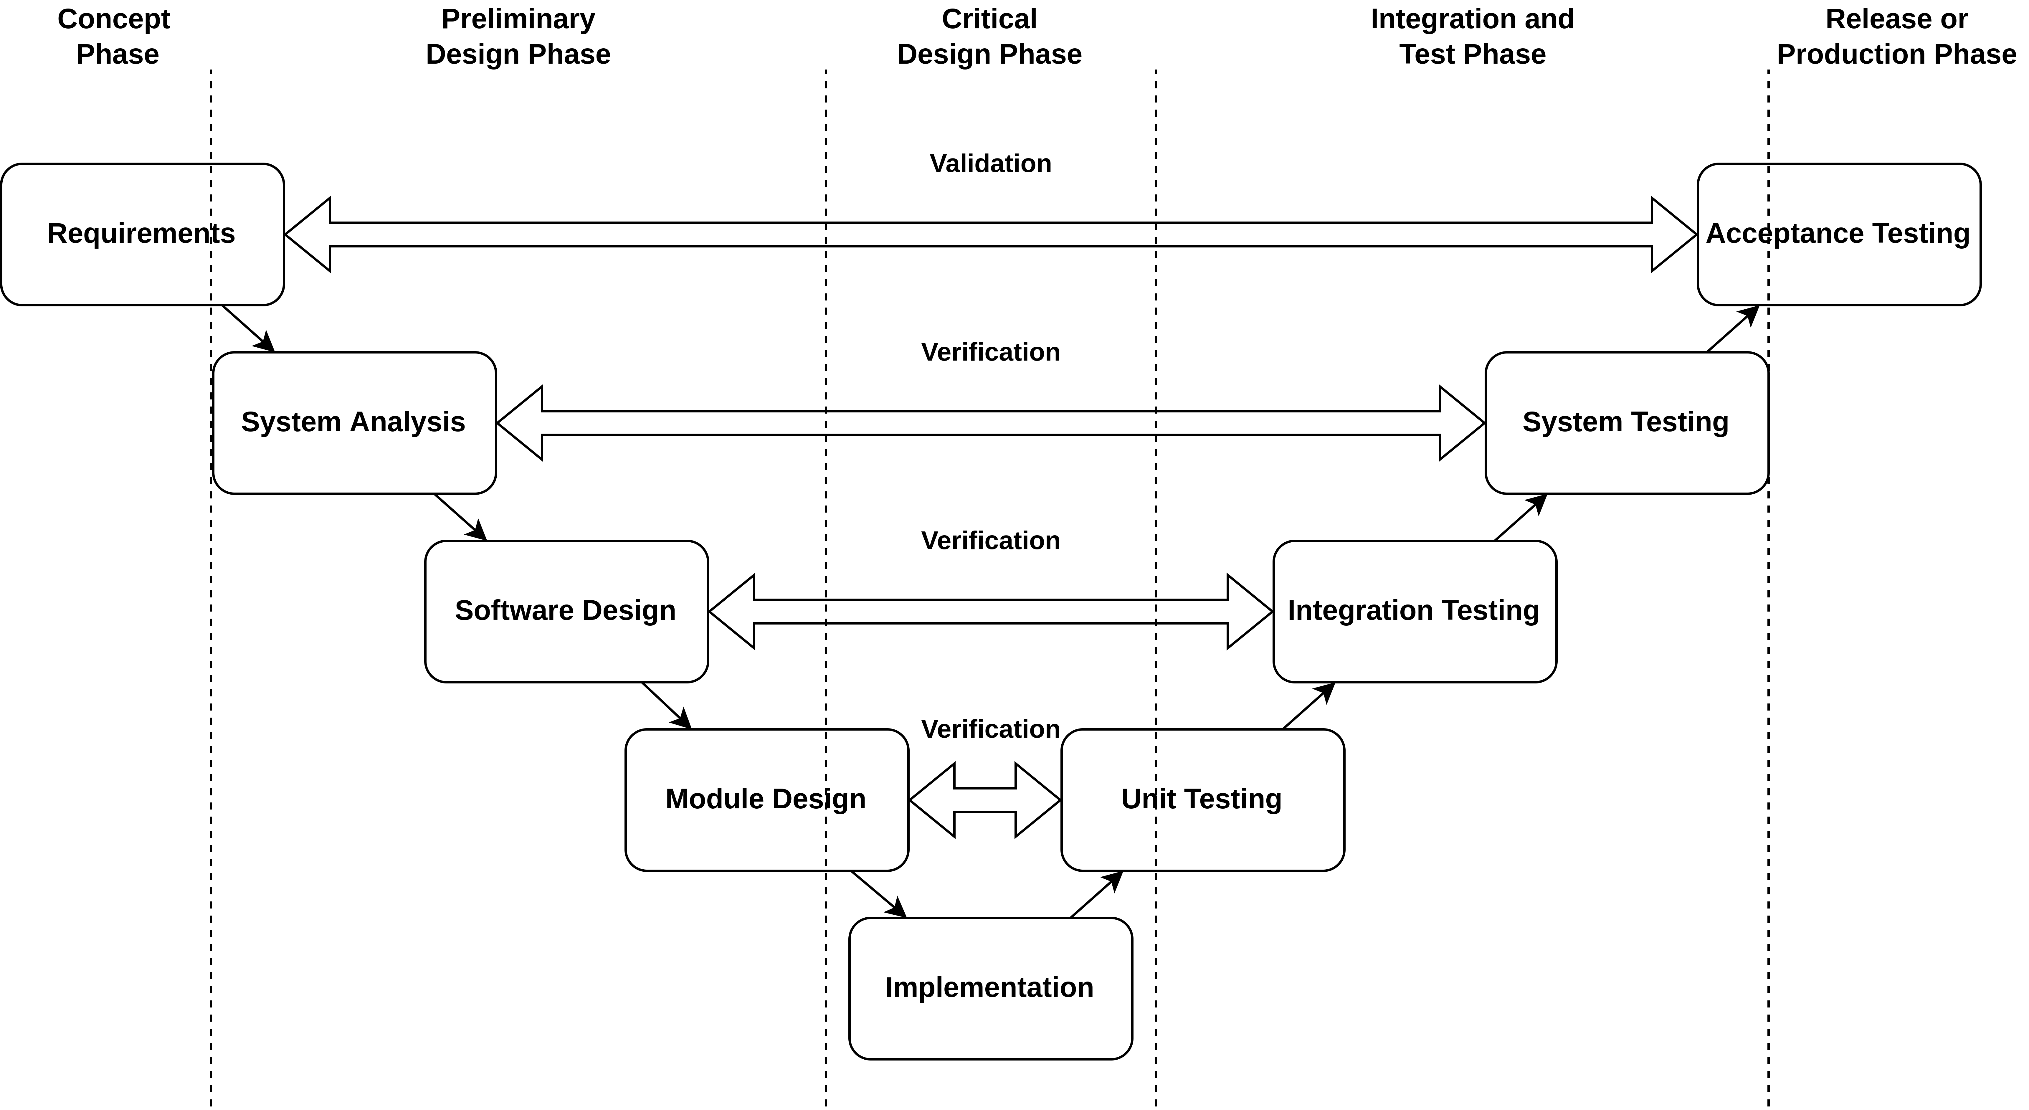 Concept
Phase
Preliminary
Design Phase
Critical
Design Phase
Integration and
Test Phase
Release or
Production Phase
Validation
Requirements
Acceptance Testing
Verification
System Analysis
System Testing
Verification
Software Design
Integration Testing
Verification
Module Design
Unit Testing
Implementation